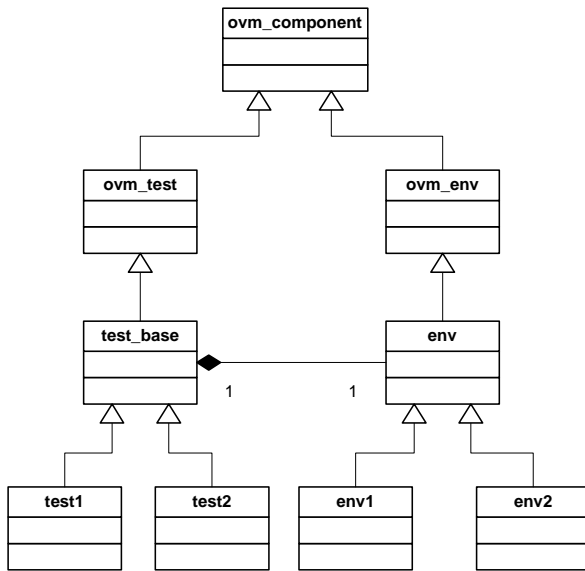 ovm_component
ovm_test
ovm_env
test_base
env
1
1
test1
test2
env1
env2